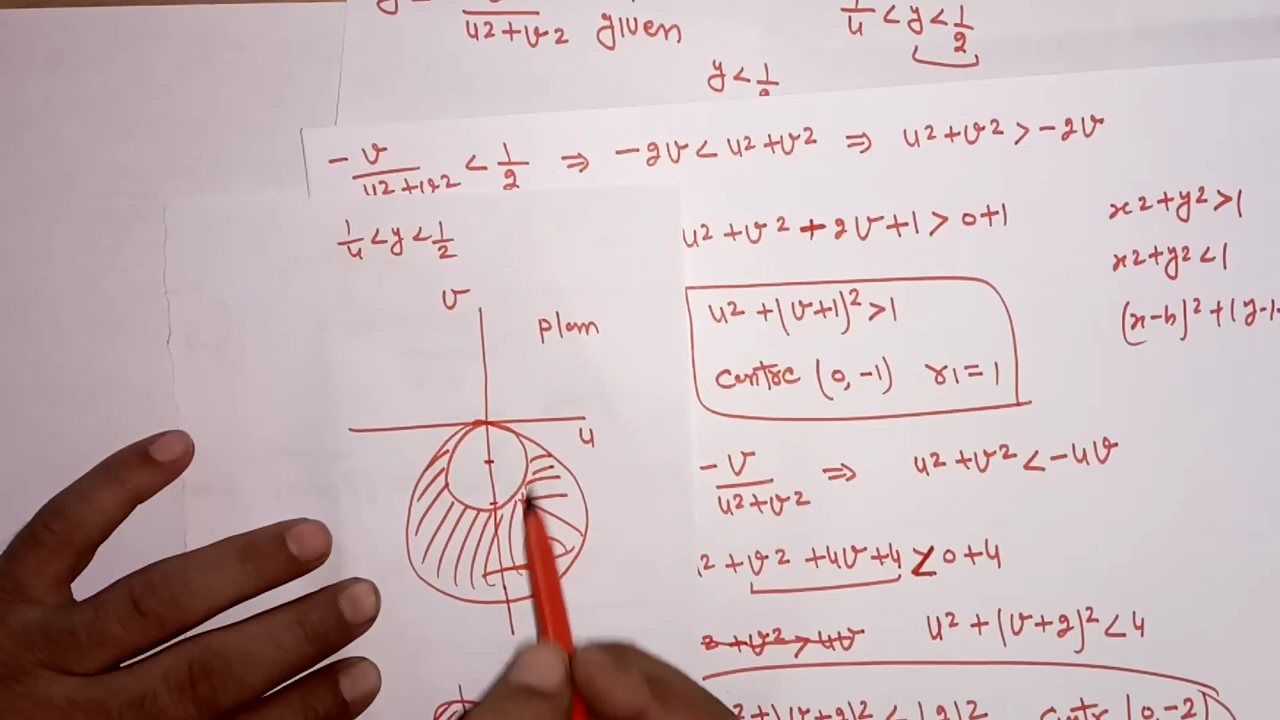 u2+v2 given
1/4 < y < 1/2
y < 1/2
-v/u2+v2 < 1/2 ⇒ -2v < u2+v2 ⇒ u2+v2 > -2v
1/4 < y < 1/2
u2 + v2 + 2v+1 > 0+1
x2+y2 > 1
x2+y2 < 1
v
plan
u2 + (v+1)2 > 1
centre (0, -1) r1 = 1
u
-v/u2+v2 ⇒ u2+v2 < -4v
2 + v2 + 4v+4 < 0+4
u2 + (v+2)2 < 4